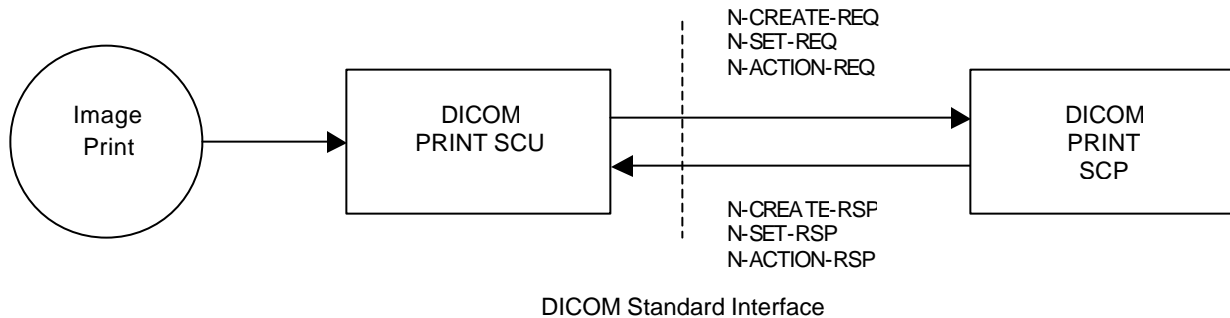 N-CREATE-REQ
N-SET-REQ
N-ACTION-REQ
Image
Print
DICOM
PRINT SCU
DICOM
PRINT
SCP
N-CREATE-RSP
N-SET-RSP
N-ACTION-RSP
DICOM Standard Interface